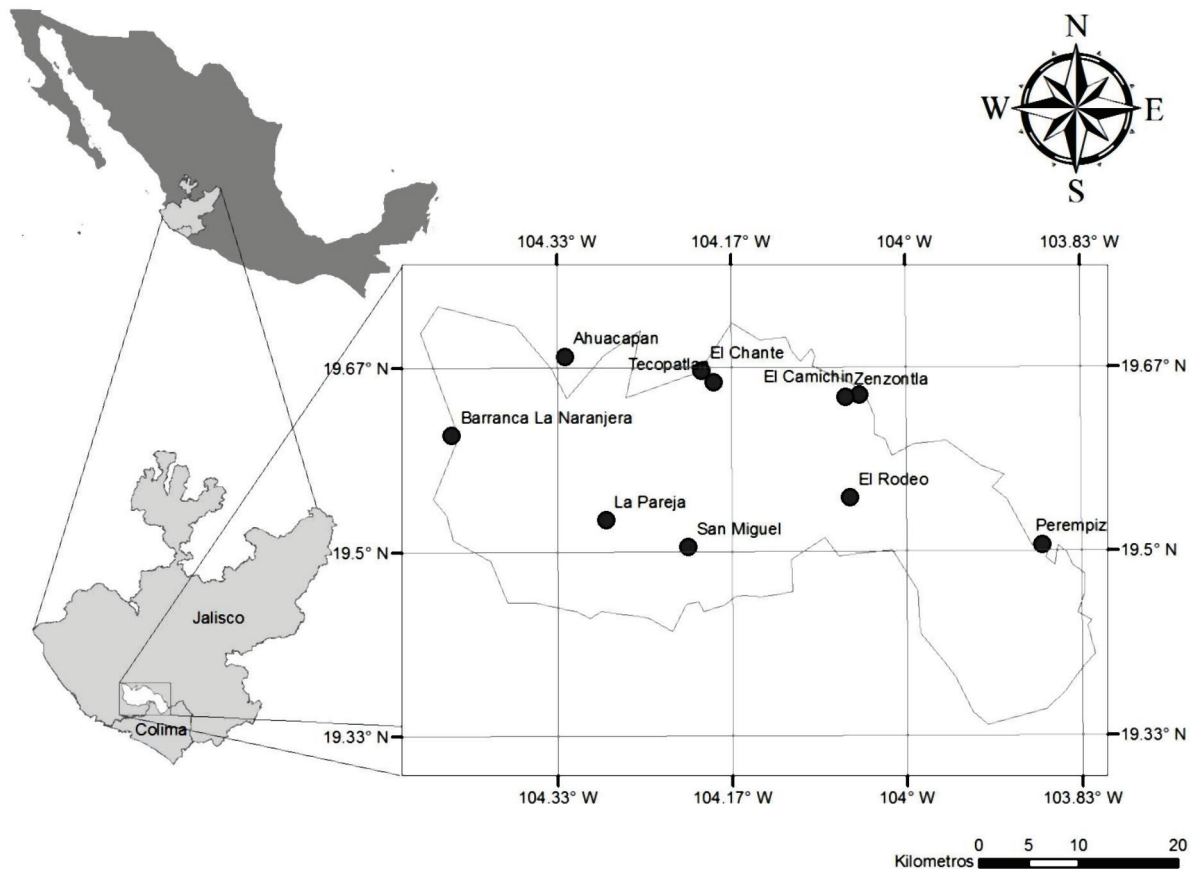 N
W E
S
104.33° W 104.17° W 104° W 103.83° W
Ahuacapan
El Chante
Tecopatlan
19.67° N 19.67° N
El Camichin Zenzontla
Barranca La Naranjera
El Rodeo
La Pareja
San Miguel
Perempiz
19.5° N 19.5° N
Jalisco
Colima
19.33° N 19.33° N
104.33° W 104.17° W 104° W 103.83° W
0 5 10 20
Kilometros